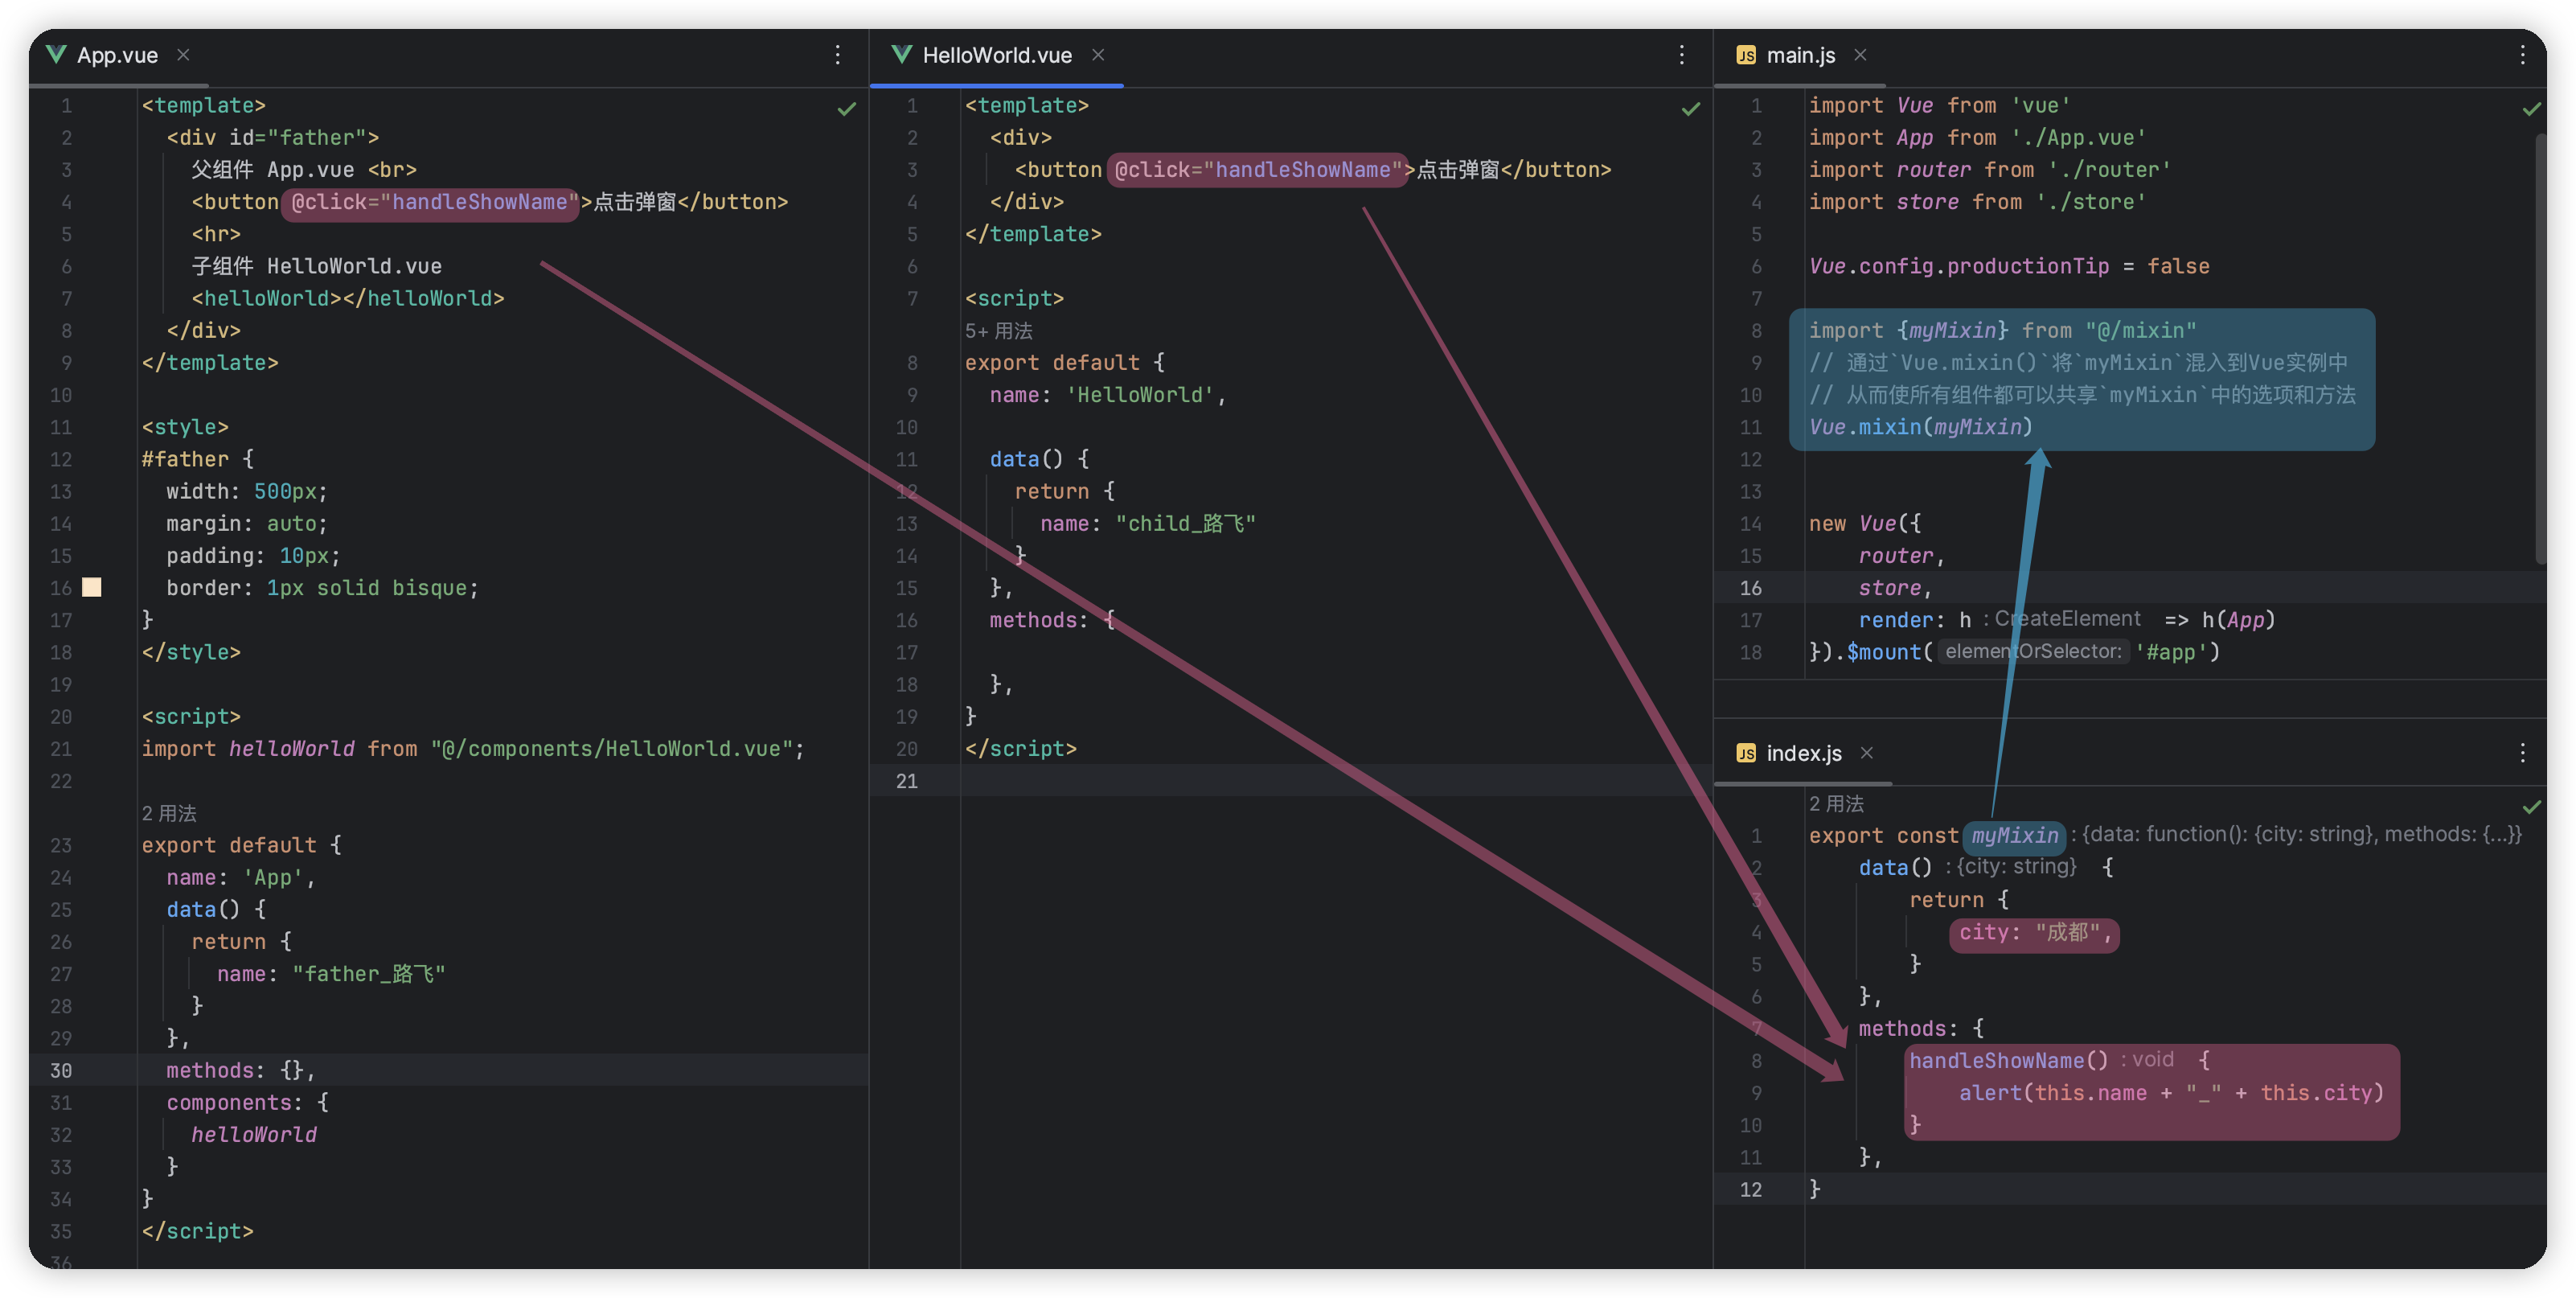 App.vue
1 <template>
2 <div id="father">
3 父组件 App.vue <br>
4 <button @click="handleShowName">点击弹窗</button>
5 <hr>
6 子组件 HelloWorld.vue
7 <helloWorld></helloWorld>
8 </div>
9 </template>
10
11 <style>
12 #father {
13 width: 500px;
14 margin: auto;
15 padding: 10px;
16 border: 1px solid bisque;
17 }
18 </style>
19
20 <script>
21 import helloWorld from "@/components/HelloWorld.vue";
22
2 用法
23 export default {
24 name: 'App',
25 data() {
26 return {
27 name: "father_路飞"
28 }
29 },
30 methods: {},
31 components: {
32 helloWorld
33 }
34 }
35 </script>
36
HelloWorld.vue
1 <template>
2 <div>
3 <button @click="handleShowName">点击弹窗</button>
4 </div>
5 </template>
6
7 <script>
5+ 用法
8 export default {
9 name: 'HelloWorld',
10
11 data() {
12 return {
13 name: "child_路飞"
14 }
15 },
16 methods: {
17
18 },
19 }
20 </script>
21
JS main.js
1 import Vue from 'vue'
2 import App from './App.vue'
3 import router from './router'
4 import store from './store'
5
6 Vue.config.productionTip = false
7
8 import {myMixin} from "@/mixin"
9 // 通过`Vue.mixin()`将`myMixin`混入到Vue实例中
10 // 从而使所有组件都可以共享`myMixin`中的选项和方法
11 Vue.mixin(myMixin)
12
13
14 new Vue({
15 router,
16 store,
17 render: h : CreateElement => h(App)
18 }).$mount( elementOrSelector: '#app')
JS index.js
2 用法
1 export const myMixin : {data: function(): {city: string}, methods: {...}}
2 data() : {city: string} {
3 return {
4 city: "成都",
5 }
6 },
7 methods: {
8 handleShowName() : void {
9 alert(this.name + "_" + this.city)
10 }
11 },
12 }